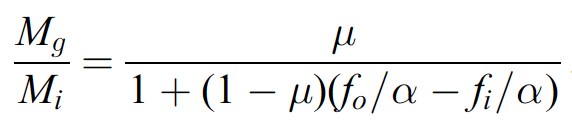 M_g/M_i = μ/(1 + (1 − μ)(f_o/α − f_i/α))